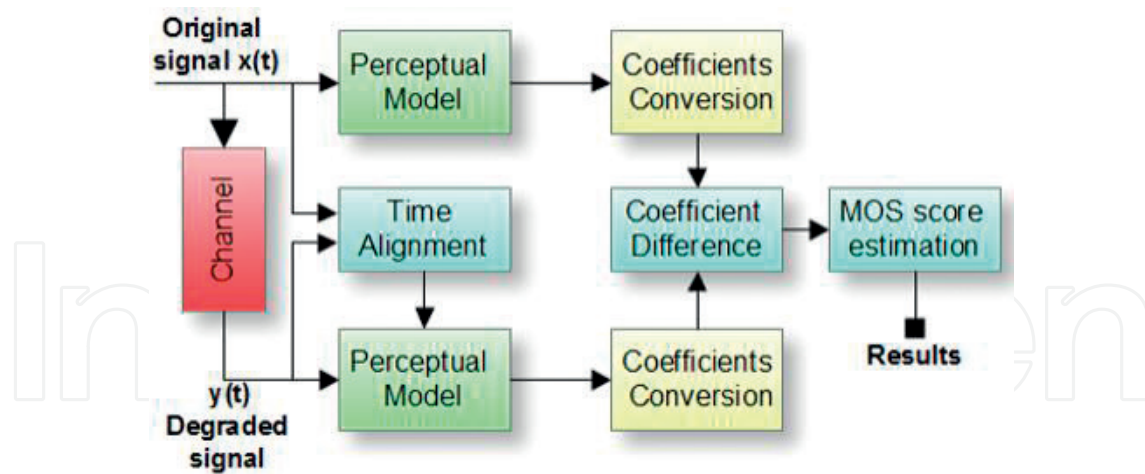 Original
signal x(t)
Perceptual
Model
Coefficients
Conversion
Channel
Time
Alignment
Coefficient
Difference
MOS score
estimation
Perceptual
Model
Coefficients
Conversion
Results
y(t)
Degraded
signal